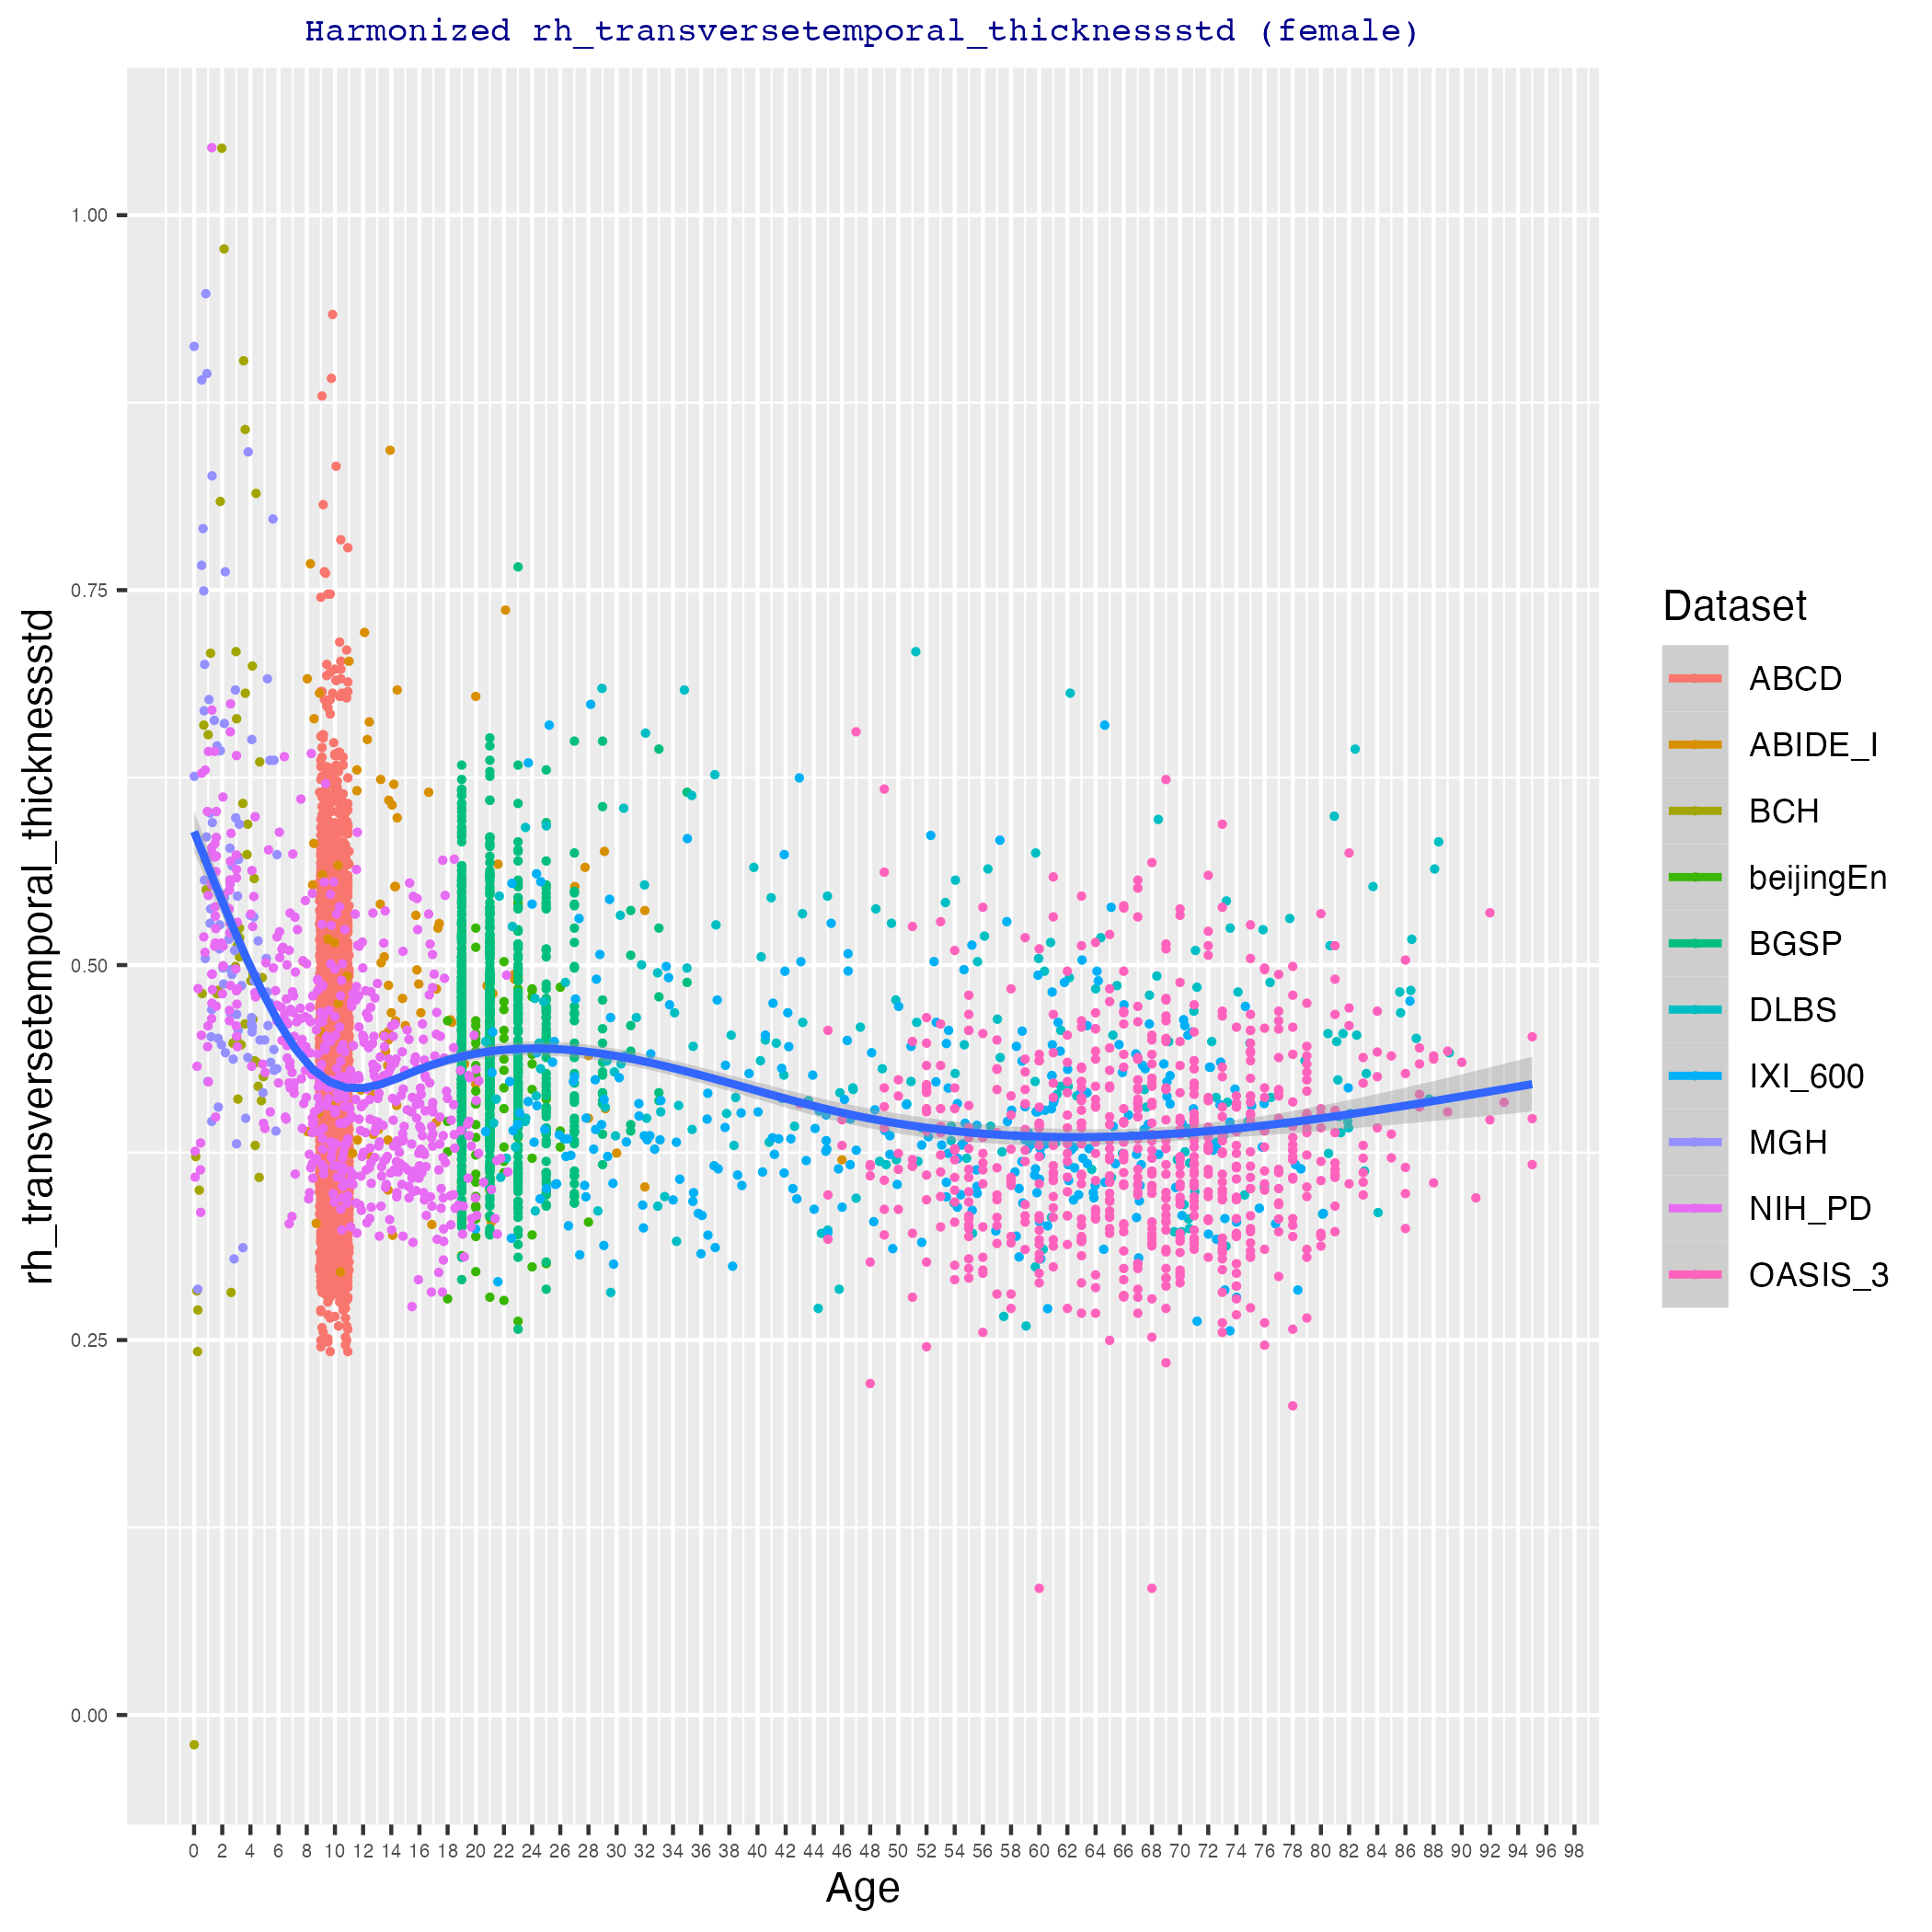 Harmonized rh_transversetemporal_thicknessstd (female)
rh_transversetemporal_thicknessstd
1.00
0.75
0.50
0.25
0.00
0 2 4 6 8 10 12 14 16 18 20 22 24 26 28 30 32 34 36 38 40 42 44 46 48 50 52 54 56 58 60 62 64 66 68 70 72 74 76 78 80 82 84 86 88 90 92 94 96 98
Age
Dataset
ABCD
ABIDE_I
BCH
beijingEn
BGSP
DLBS
IXI_600
MGH
NIH_PD
OASIS_3